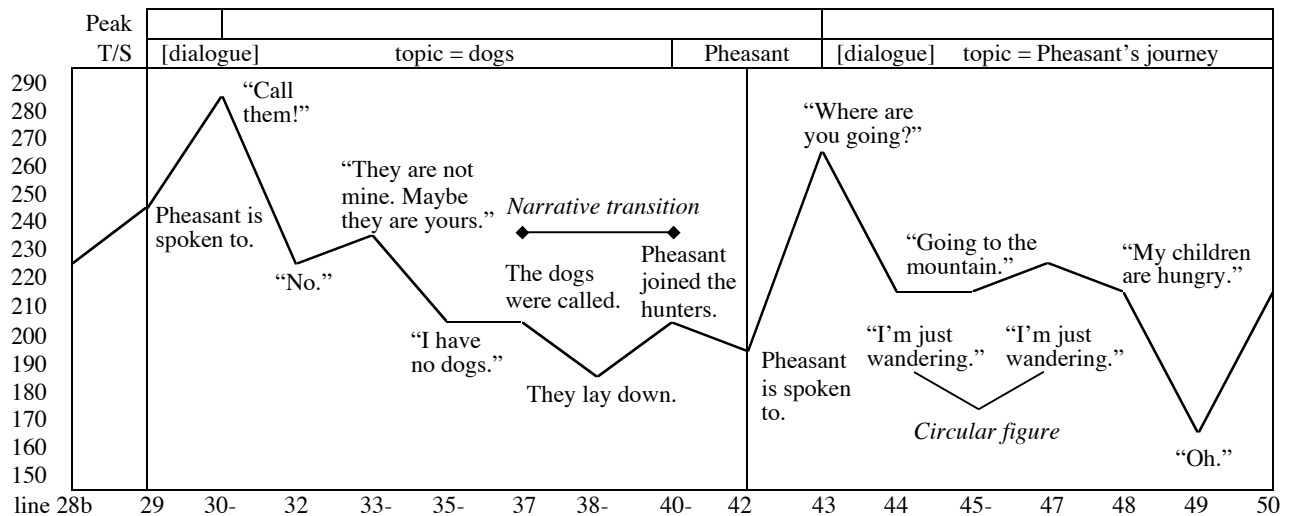 Peak
T/S [dialogue] topic = dogs Pheasant [dialogue] topic = Pheasant’s journey
290
280
270
260
250
240
230
220
210
200
190
180
170
160
150
“Call
them!”
“Where are
you going?”
“They are not
mine. Maybe
they are yours.”
Narrative transition
Pheasant is
spoken to.
“No.”
The dogs
were called.
Pheasant
joined the
hunters.
“Going to the
mountain.”
“My children
are hungry.”
“I have
no dogs.”
They lay down.
Pheasant
is spoken
to.
“I’m just
wandering.”
“I’m just
wandering.”
Circular figure
“Oh.”
line 28b 29 30- 32 33- 35- 37 38- 40- 42 43 44 45- 47 48 49 50